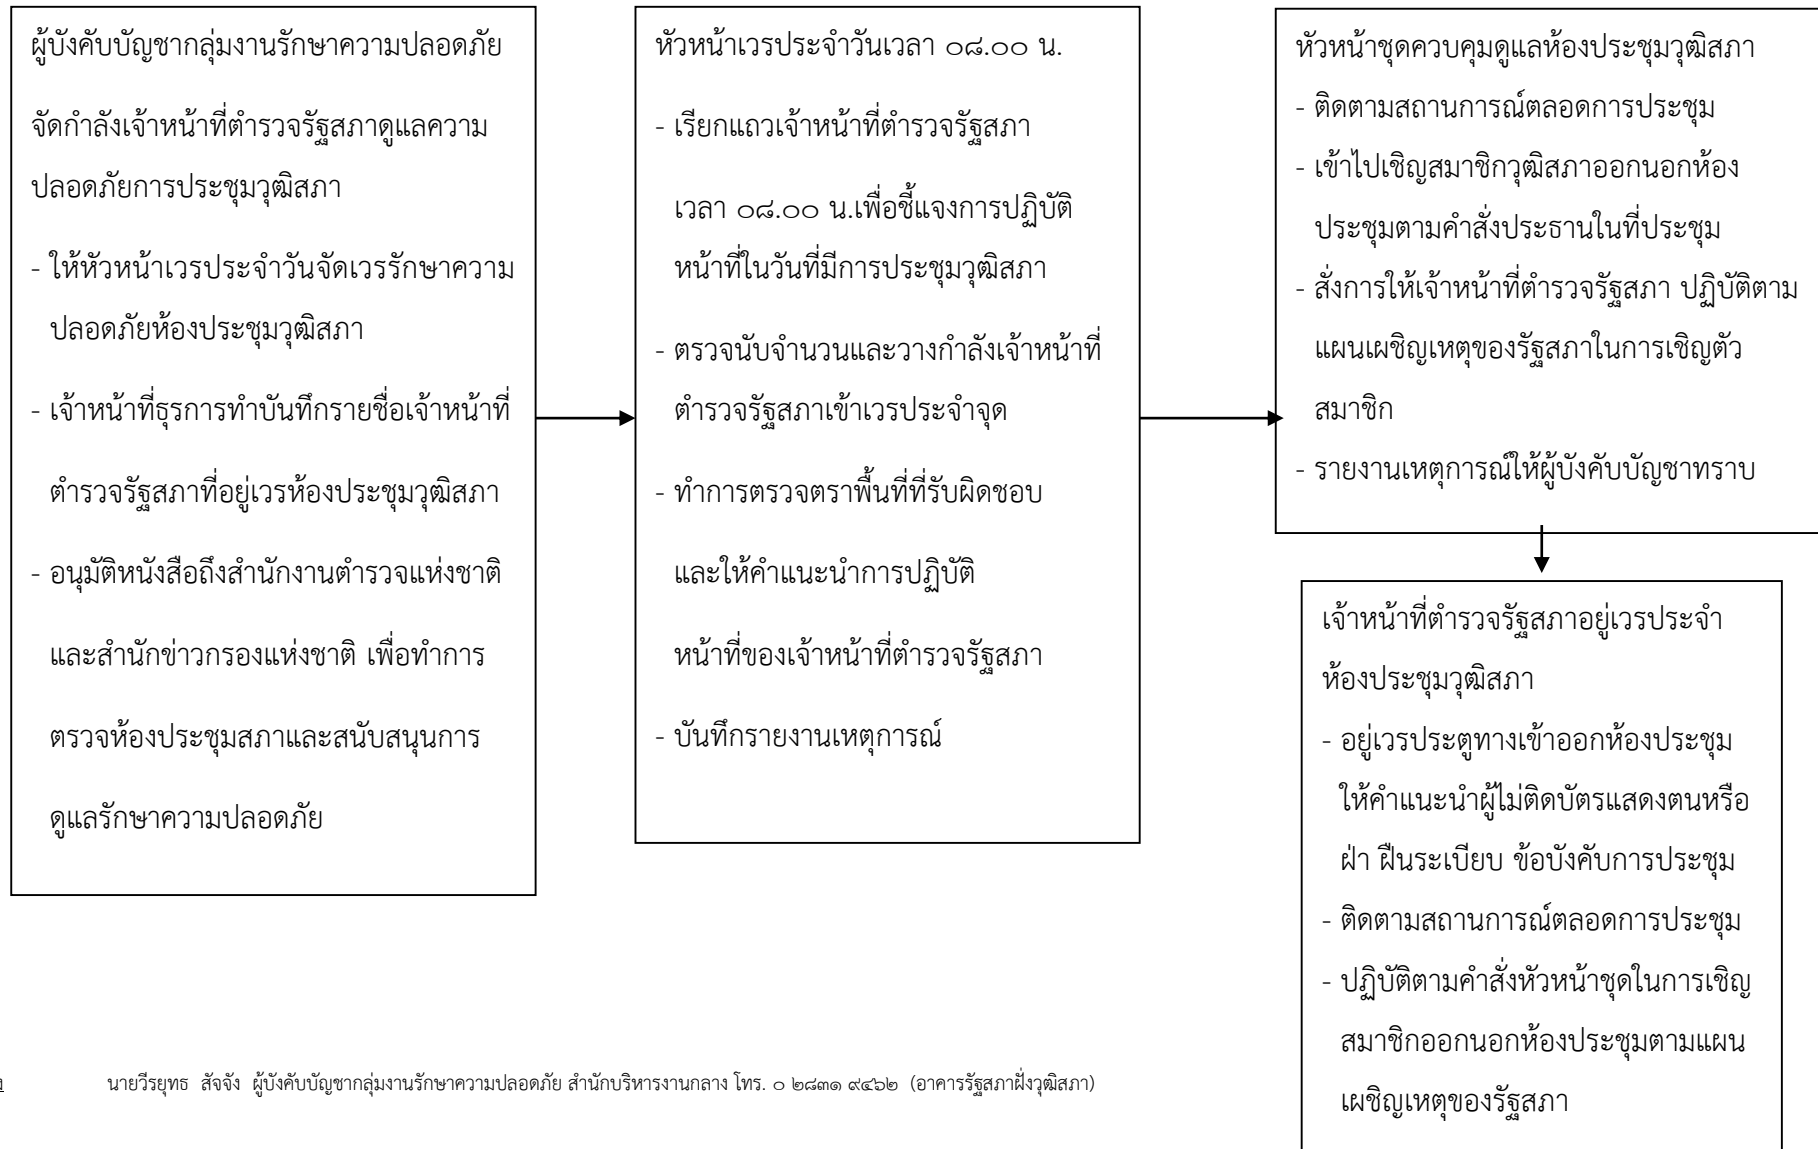 ผู้บังคับบัญชากลุ่มงานรักษาความปลอดภัย
จัดกำลังเจ้าหน้าที่ตำรวจรัฐสภาดูแลความ
ปลอดภัยการประชุมวุฒิสภา
- ให้หัวหน้าเวรประจำวันจัดเวรรักษาความ
ปลอดภัยห้องประชุมวุฒิสภา
- เจ้าหน้าที่ธุรการทำบันทึกรายชื่อเจ้าหน้าที่
ตำรวจรัฐสภาที่อยู่เวรห้องประชุมวุฒิสภา
- อนุมัติหนังสือถึงสำนักงานตำรวจแห่งชาติ
และสำนักข่าวกรองแห่งชาติ เพื่อทำการ
ตรวจห้องประชุมสภาและสนับสนุนการ
ดูแลรักษาความปลอดภัย
หัวหน้าเวรประจำวันเวลา ๐๘.๐๐ น.
- เรียกแถวเจ้าหน้าที่ตำรวจรัฐสภา
เวลา ๐๘.๐๐ น.เพื่อชี้แจงการปฏิบัติ
หน้าที่ในวันที่มีการประชุมวุฒิสภา
- ตรวจนับจำนวนและวางกำลังเจ้าหน้าที่
ตำรวจรัฐสภาเข้าเวรประจำจุด
- ทำการตรวจตราพื้นที่ที่รับผิดชอบ
และให้คำแนะนำการปฏิบัติ
หน้าที่ของเจ้าหน้าที่ตำรวจรัฐสภา
- บันทึกรายงานเหตุการณ์
หัวหน้าชุดควบคุมดูแลห้องประชุมวุฒิสภา
- ติดตามสถานการณ์ตลอดการประชุม
- เข้าไปเชิญสมาชิกวุฒิสภาออกนอกห้อง
ประชุมตามคำสั่งประธานในที่ประชุม
- สั่งการให้เจ้าหน้าที่ตำรวจรัฐสภา ปฏิบัติตาม
แผนเผชิญเหตุของรัฐสภาในการเชิญตัว
สมาชิก
- รายงานเหตุการณ์ให้ผู้บังคับบัญชาทราบ
เจ้าหน้าที่ตำรวจรัฐสภาอยู่เวรประจำ
ห้องประชุมวุฒิสภา
- อยู่เวรประตูทางเข้าออกห้องประชุม
ให้คำแนะนำผู้ไม่ติดบัตรแสดงตนหรือ
ฝ่า ฝืนระเบียบ ข้อบังคับการประชุม
- ติดตามสถานการณ์ตลอดการประชุม
- ปฏิบัติตามคำสั่งหัวหน้าชุดในการเชิญ
สมาชิกออกนอกห้องประชุมตามแผน
เผชิญเหตุของรัฐสภา
นายวีรยุทธ สัจจัง ผู้บังคับบัญชากลุ่มงานรักษาความปลอดภัย สำนักบริหารงานกลาง โทร. ๐ ๒๘๓๑ ๙๔๖๒ (อาคารรัฐสภาฝั่งวุฒิสภา)